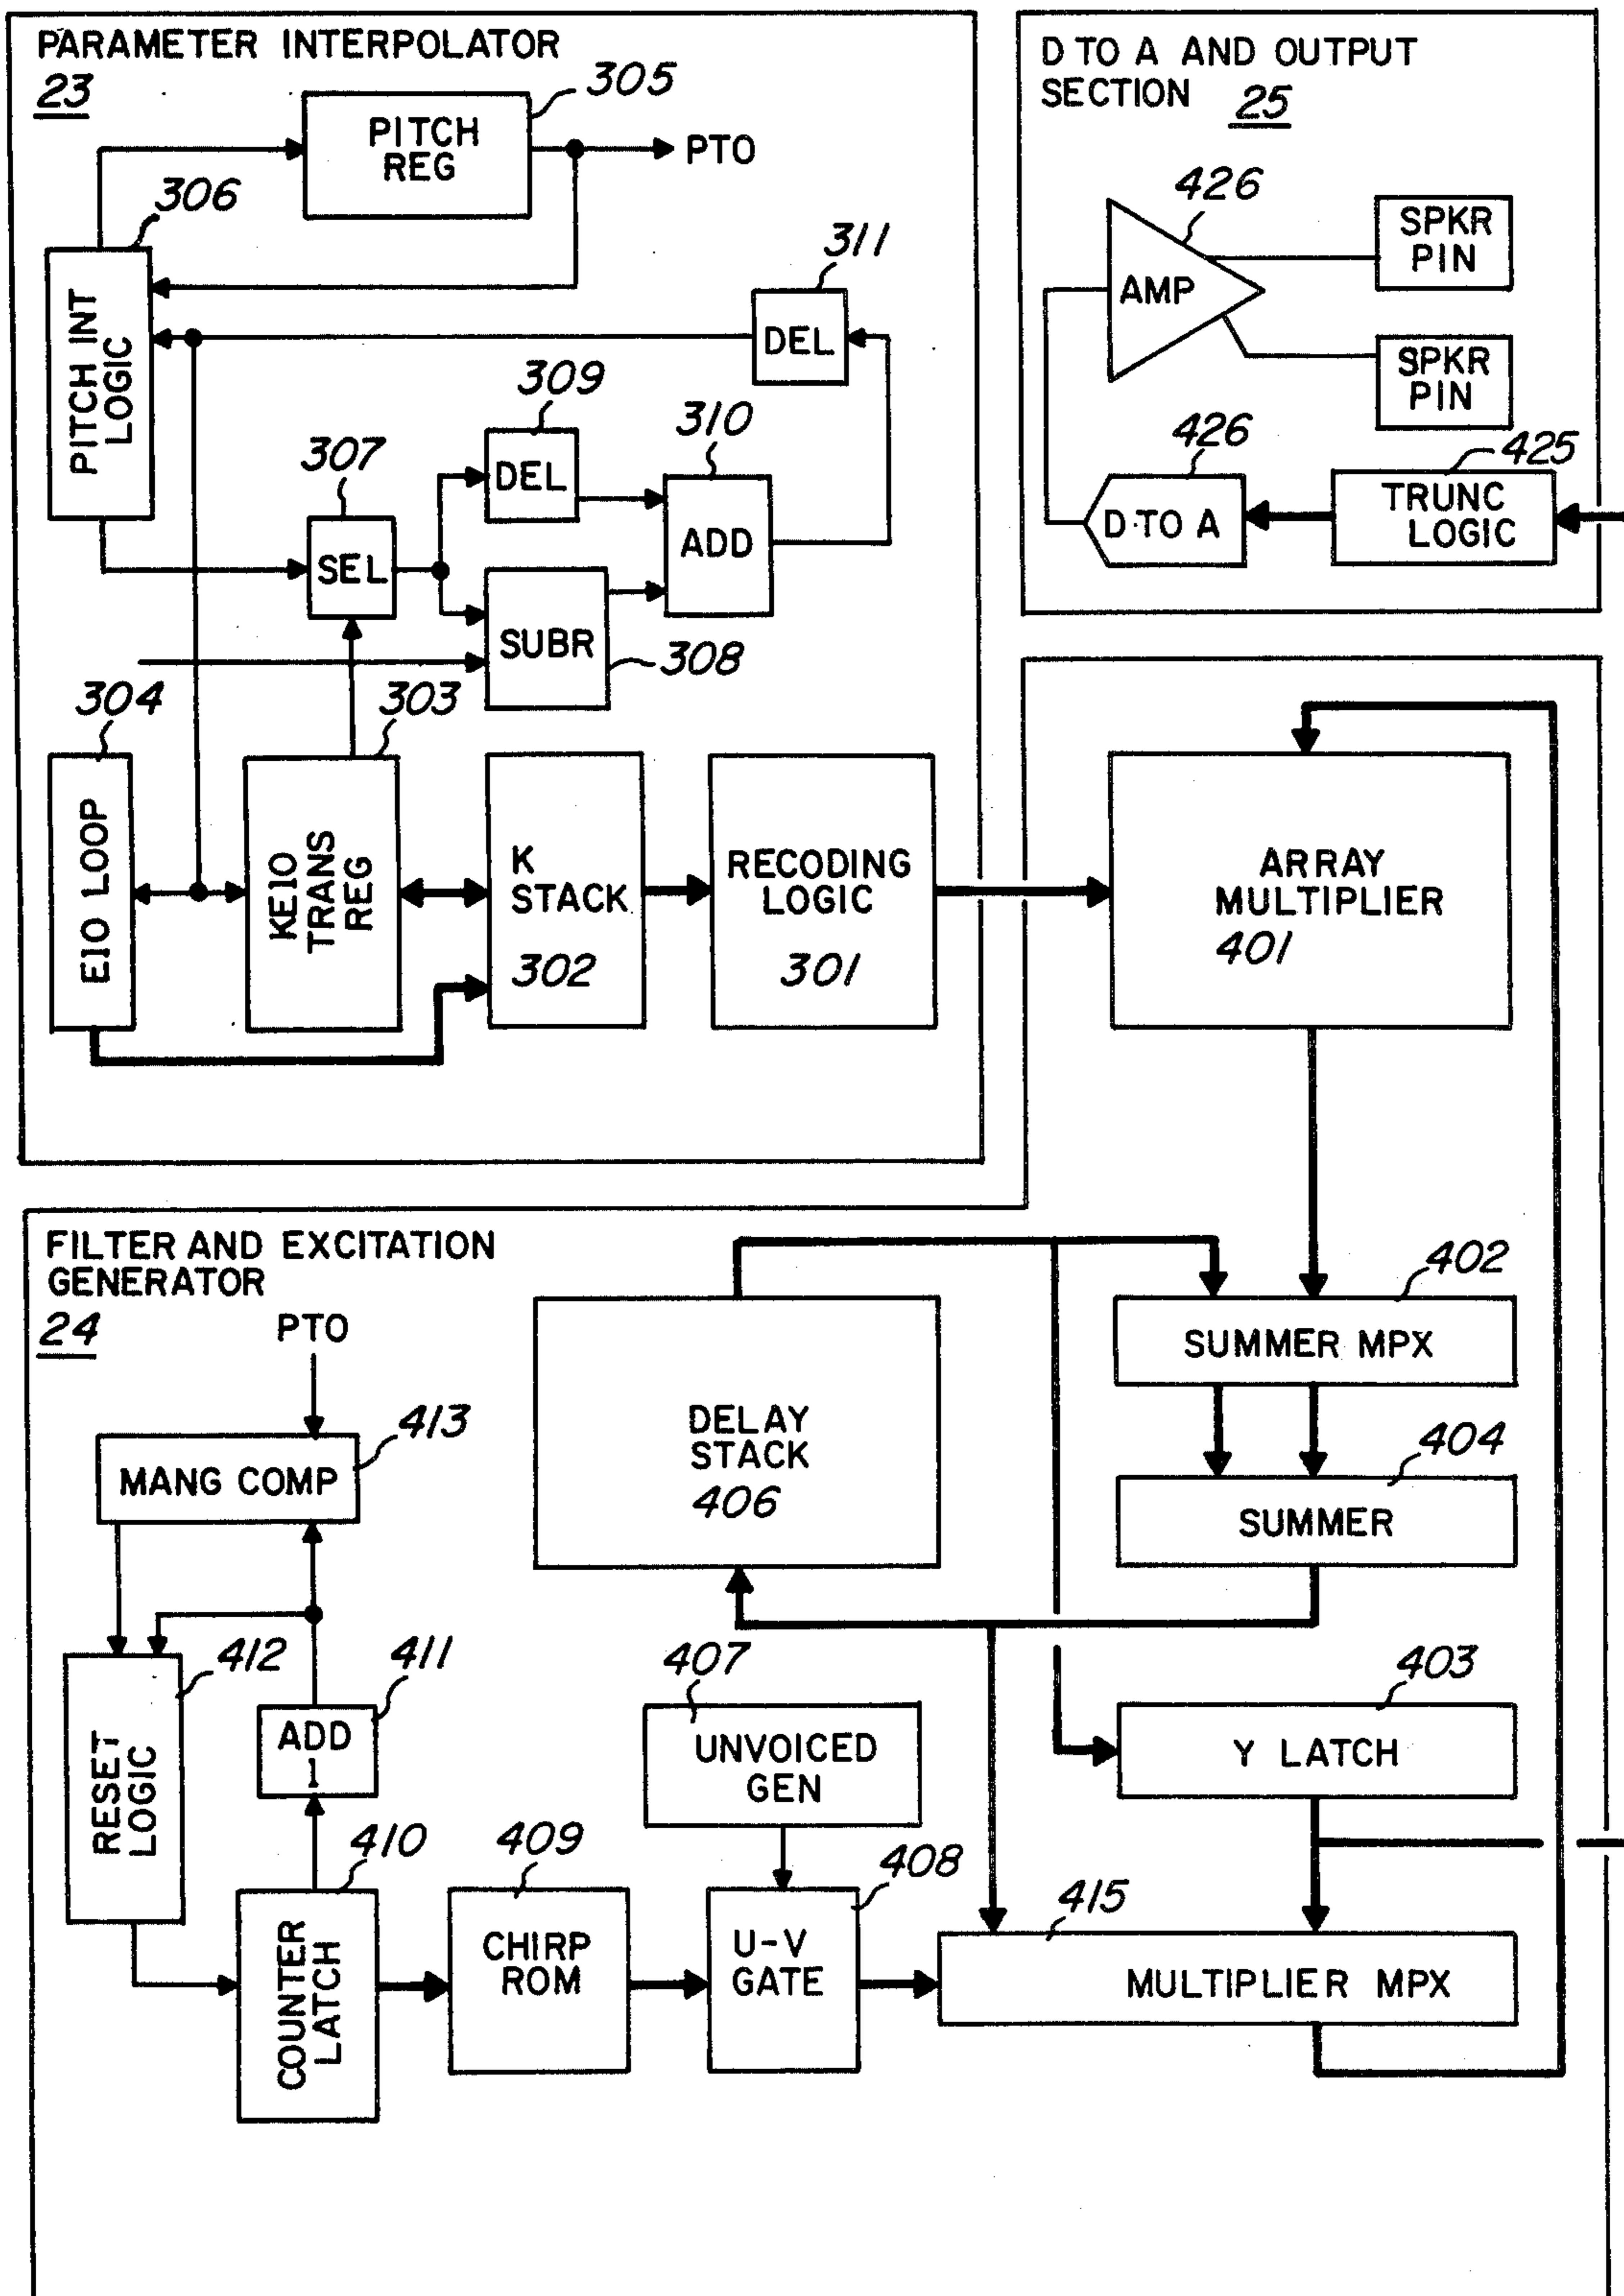 PARAMETER INTERPOLATOR
23
305
PITCH
REG
PTO
306
PITCH INT
LOGIC
311
DEL
309
DEL
310
ADD
307
SEL
SUBR
308
304
E10 LOOP
303
KE10
TRANS
REG
K
STACK
302
RECODING
LOGIC
301
D TO A AND OUTPUT
SECTION
25
426
AMP
SPKR
PIN
SPKR
PIN
426
D TO A
425
TRUNC
LOGIC
ARRAY
MULTIPLIER
401
FILTER AND EXCITATION
GENERATOR
24
PTO
413
MANG COMP
DELAY
STACK
406
402
SUMMER MPX
404
SUMMER
412
RESET
LOGIC
411
ADD
1
407
UNVOICED
GEN
403
Y LATCH
410
COUNTER
LATCH
409
CHIRP
ROM
408
U-V
GATE
415
MULTIPLIER MPX